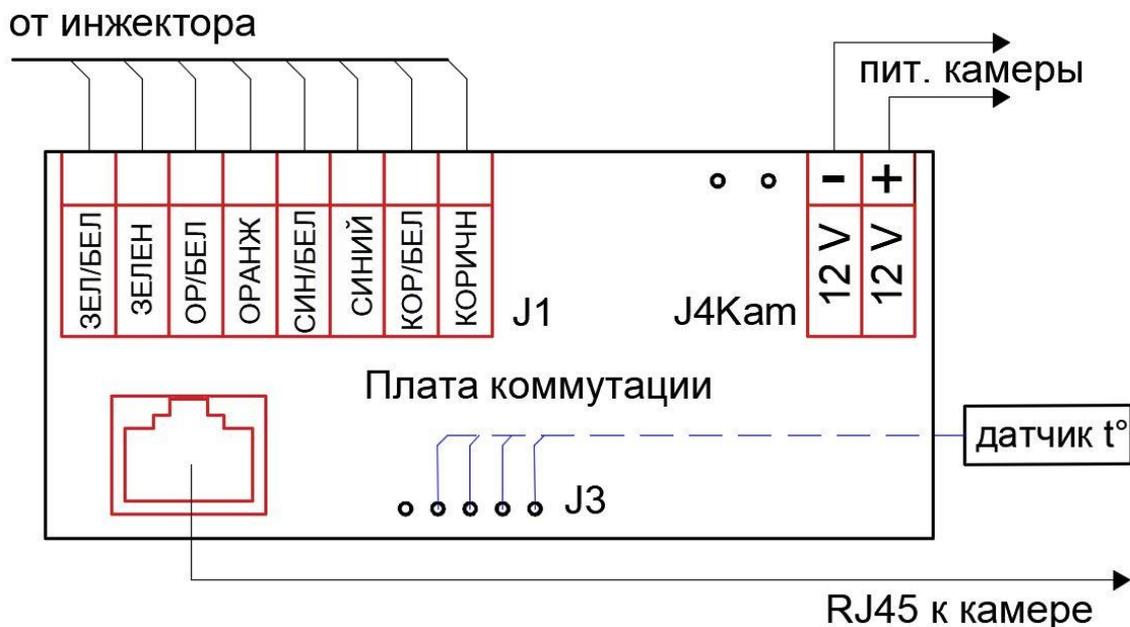 от инжектора
пит. камеры
ЗЕЛ/БЕЛ
ЗЕЛЕН
ОР/БЕЛ
ОРАНЖ
СИН/БЕЛ
СИНИЙ
КОР/БЕЛ
КОРИЧН
J1
J4Kam
12 V -
12 V +
Плата коммутации
датчик t°
J3
RJ45 к камере